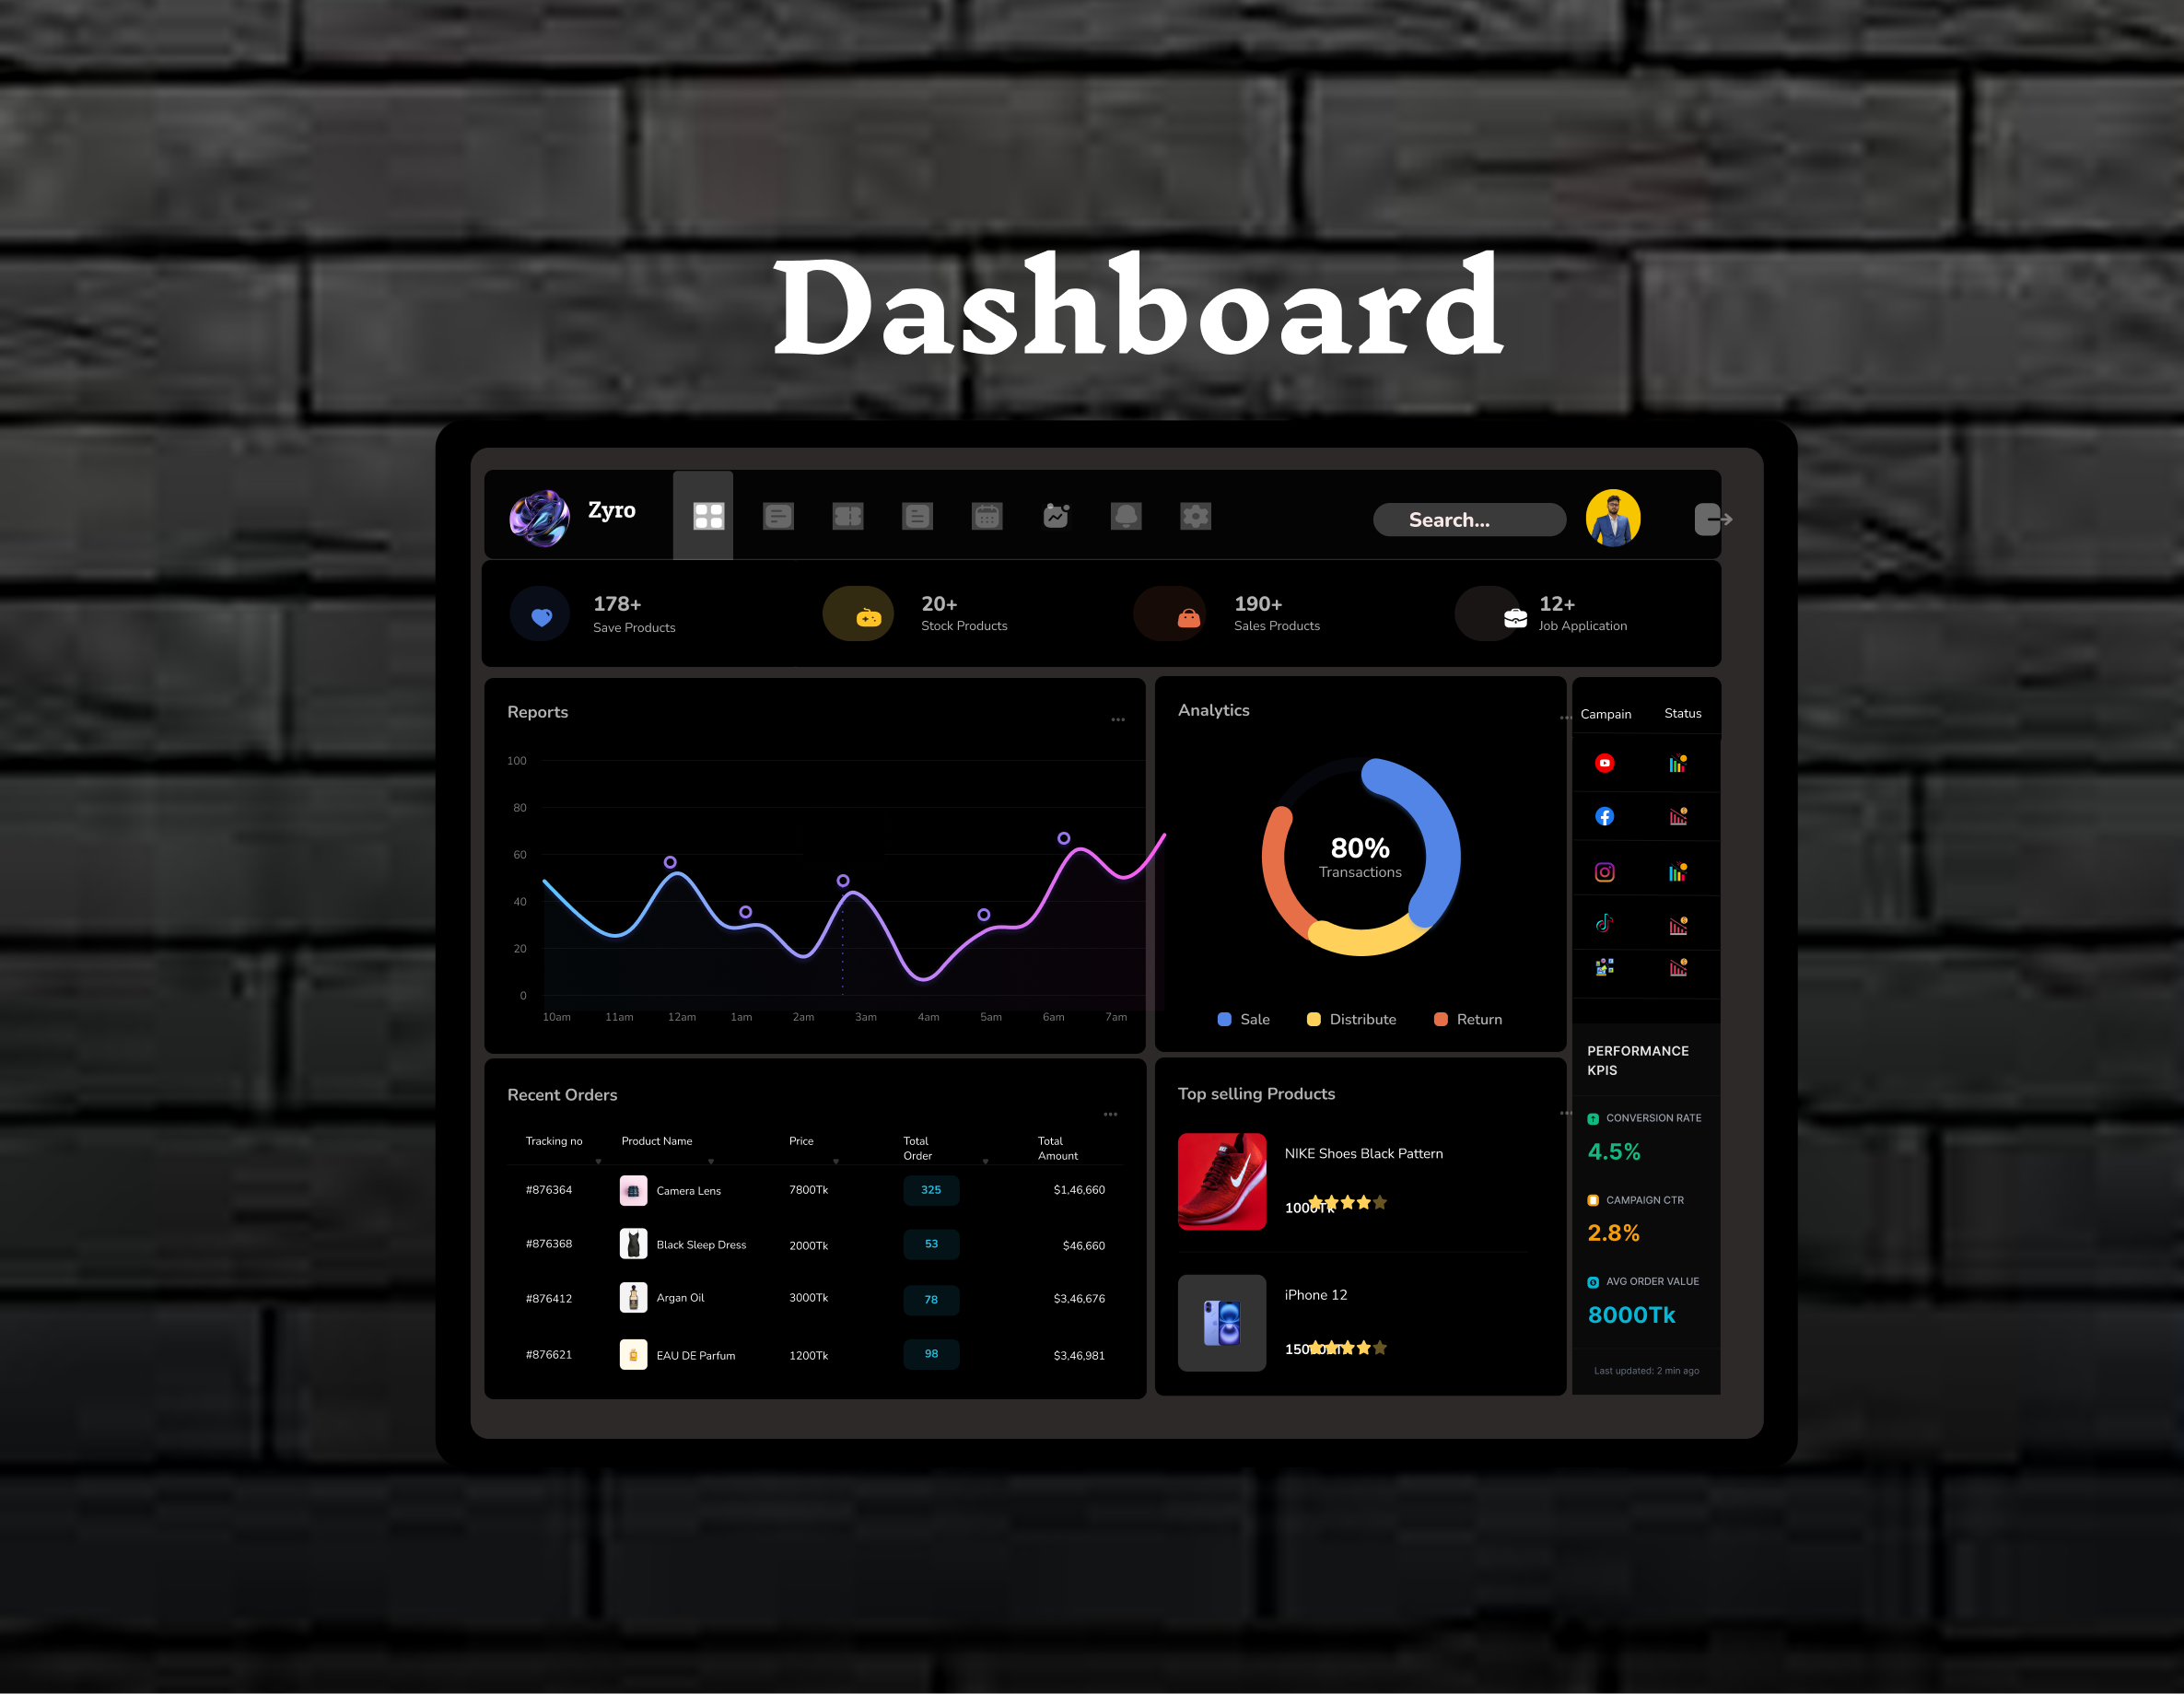 Dashboard
Zyro
Search...
178+
Save Products
20+
Stock Products
190+
Sales Products
12+
Job Application
Reports
100
80
60
40
20
0
10am 11am 12am 1am 2am 3am 4am 5am 6am 7am
Analytics
80%
Transactions
Sale Distribute Return
Campain Status
PERFORMANCE
KPIS
CONVERSION RATE
4.5%
CAMPAIGN CTR
2.8%
AVG ORDER VALUE
8000Tk
Last updated: 2 min ago
Recent Orders
Tracking no Product Name Price Total Order Total Amount
#876364 Camera Lens 7800Tk 325 $1,46,660
#876368 Black Sleep Dress 2000Tk 53 $46,660
#876412 Argan Oil 3000Tk 78 $3,46,676
#876621 EAU DE Parfum 1200Tk 98 $3,46,981
Top selling Products
NIKE Shoes Black Pattern
1000Tk
iPhone 12